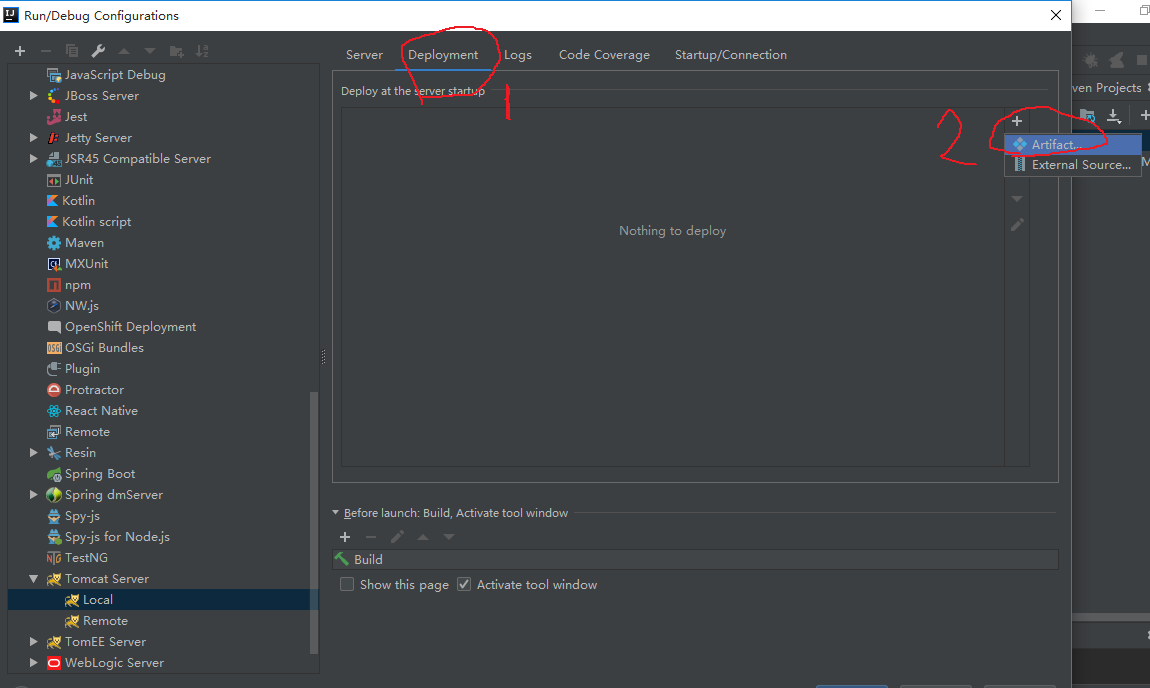 Run/Debug Configurations
JavaScript Debug
JBoss Server
Jest
Jetty Server
JSR45 Compatible Server
JUnit
Kotlin
Kotlin script
Maven
MXUnit
npm
NW.js
OpenShift Deployment
OSGi Bundles
Plugin
Protractor
React Native
Remote
Resin
Spring Boot
Spring dmServer
Spy-js
Spy-js for Node.js
TestNG
Tomcat Server
Local
Remote
TomEE Server
WebLogic Server
Server Deployment Logs Code Coverage Startup/Connection
1
Deploy at the server startup
2
Artifact...
External Source...
Nothing to deploy
Before launch: Build, Activate tool window
Build
Show this page Activate tool window
ven Projects